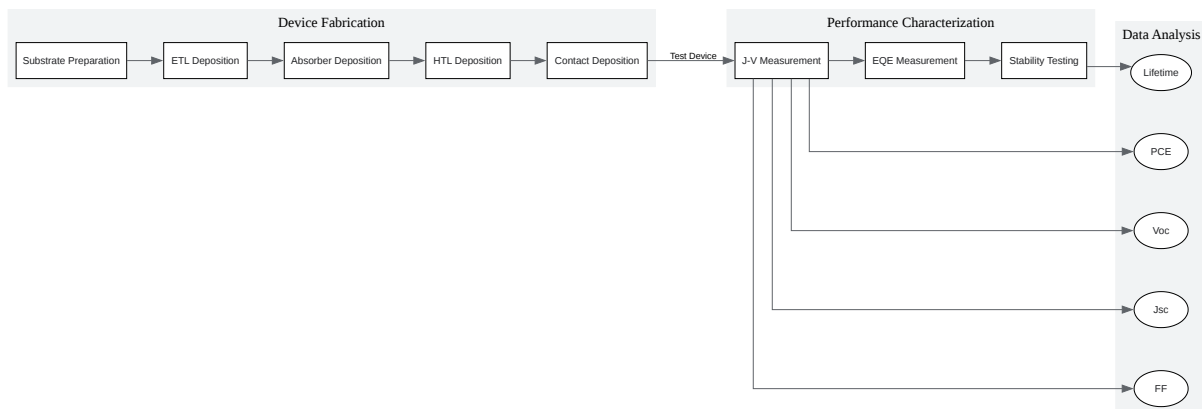 Device Fabrication
Substrate Preparation
ETL Deposition
Absorber Deposition
HTL Deposition
Contact Deposition
Test Device
Performance Characterization
J-V Measurement
EQE Measurement
Stability Testing
Data Analysis
Lifetime
PCE
Voc
Jsc
FF